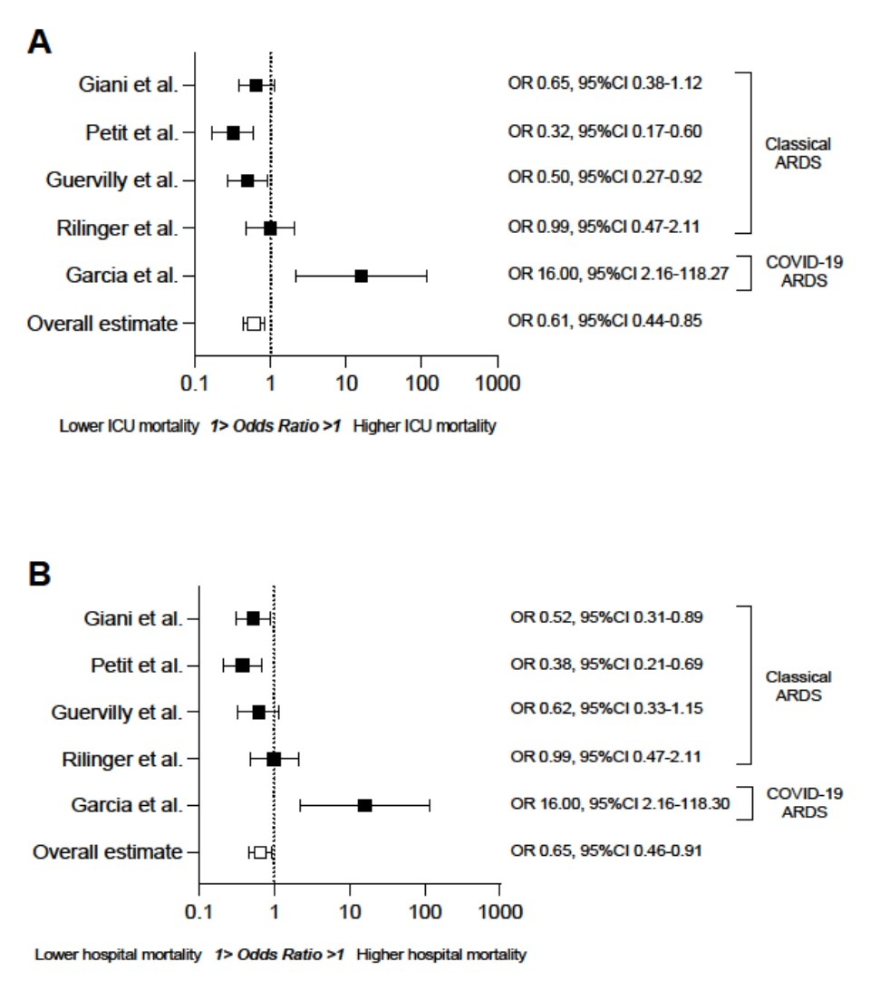 A
Giani et al.
OR 0.65, 95%CI 0.38-1.12
Petit et al.
OR 0.32, 95%CI 0.17-0.60
Classical
ARDS
Guervilly et al.
OR 0.50, 95%CI 0.27-0.92
Rilinger et al.
OR 0.99, 95%CI 0.47-2.11
Garcia et al.
OR 16.00, 95%CI 2.16-118.27
COVID-19
ARDS
Overall estimate
OR 0.61, 95%CI 0.44-0.85
0.1 1 10 100 1000
Lower ICU mortality 1> Odds Ratio >1 Higher ICU mortality
B
Giani et al.
OR 0.52, 95%CI 0.31-0.89
Petit et al.
OR 0.38, 95%CI 0.21-0.69
Classical
ARDS
Guervilly et al.
OR 0.62, 95%CI 0.33-1.15
Rilinger et al.
OR 0.99, 95%CI 0.47-2.11
Garcia et al.
OR 16.00, 95%CI 2.16-118.30
COVID-19
ARDS
Overall estimate
OR 0.65, 95%CI 0.46-0.91
0.1 1 10 100 1000
Lower hospital mortality 1> Odds Ratio >1 Higher hospital mortality